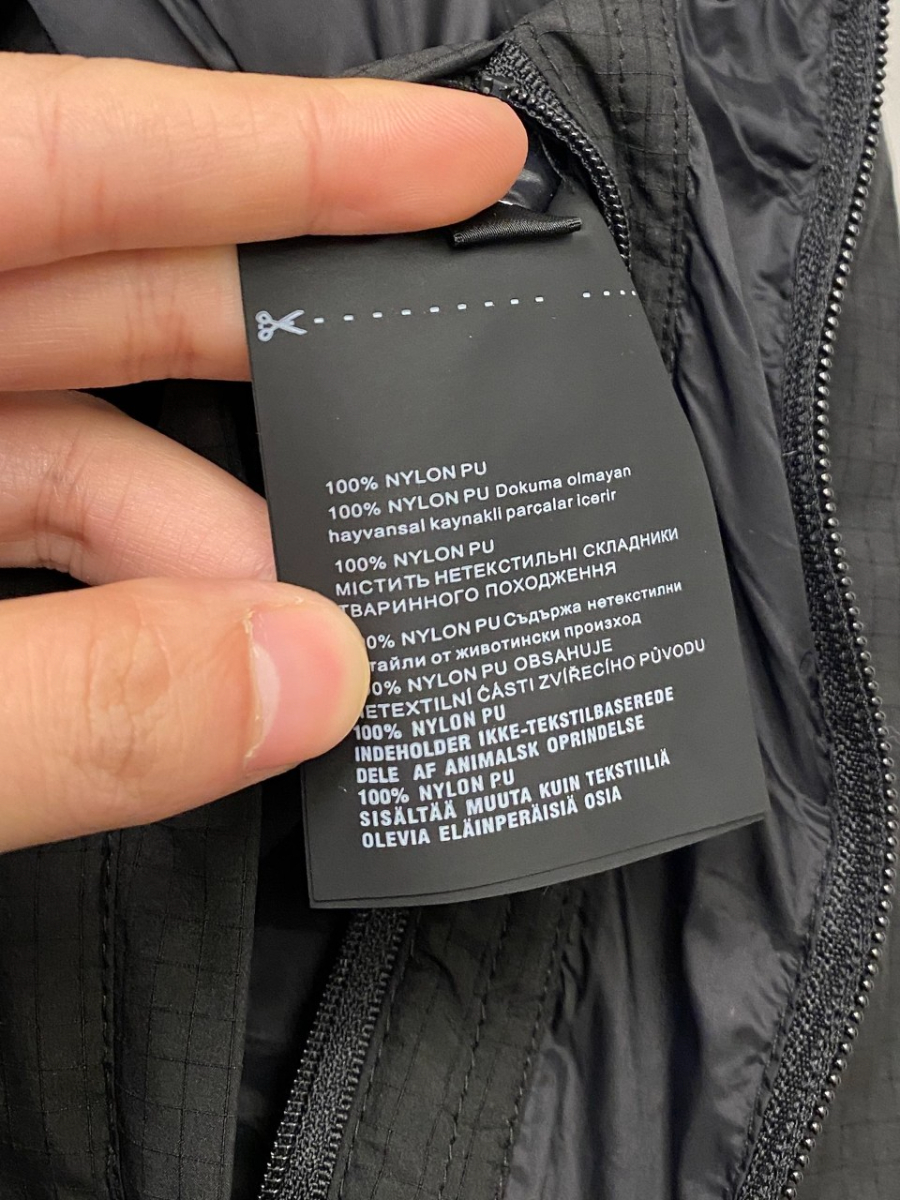 100% NYLON PU
100% NYLON PU Dokuma olmayan
hayvansal kaynakli parçalar içerir
100% NYLON PU
МІСТИТЬ НЕТЕКСТИЛЬНІ СКЛАДНИКИ
ТВАРИННОГО ПОХОДЖЕННЯ
NYLON PU Съдържа нетекстилни
от животински произход
NYLON PU OBSAHUJE
ČÁSTI ZVÍŘECÍHO PŮVODU
100% NYLON PU
INDEHOLDER IKKE-TEKSTILBASEREDE
DELE AF ANIMALSK OPRINDELSE
100% NYLON PU
SISÄLTÄÄ MUUTA KUIN TEKSTIILIÄ
OLEVIA ELÄINPERÄISIÄ OSIA